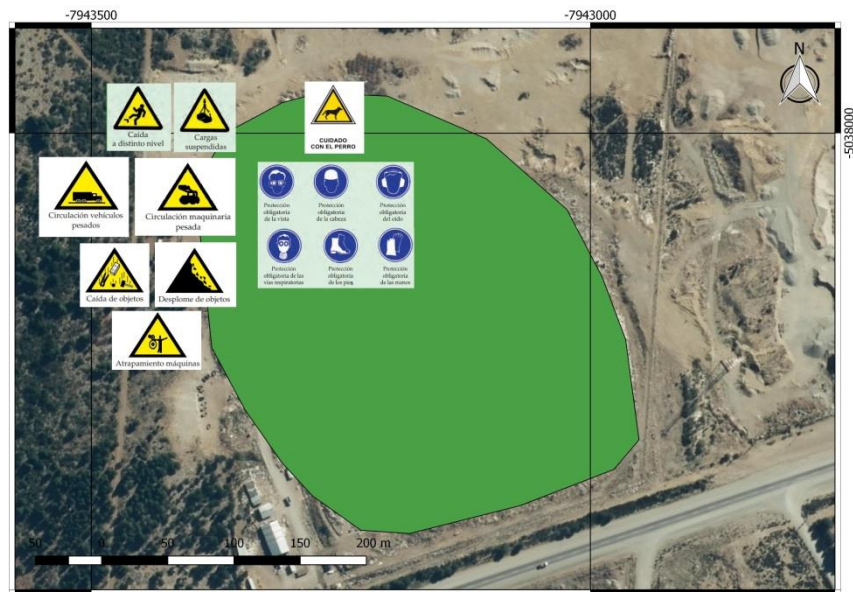 -7943500
-7943000
N
-5038000
Caída
a distinto nivel
Cargas
suspendidas
CUIDADO
CON EL PERRO
Circulación vehículos
pesados
Circulación maquinaria
pesada
Protección
obligatoria
de la vista
Protección
obligatoria
de la cabeza
Protección
obligatoria
del oído
Protección
obligatoria de las
vías respiratorias
Protección
obligatoria
de los pies
Protección
obligatoria
de las manos
Caída de objetos
Desplome de objetos
Atrapamiento máquinas
50
0
50
100
150
200 m